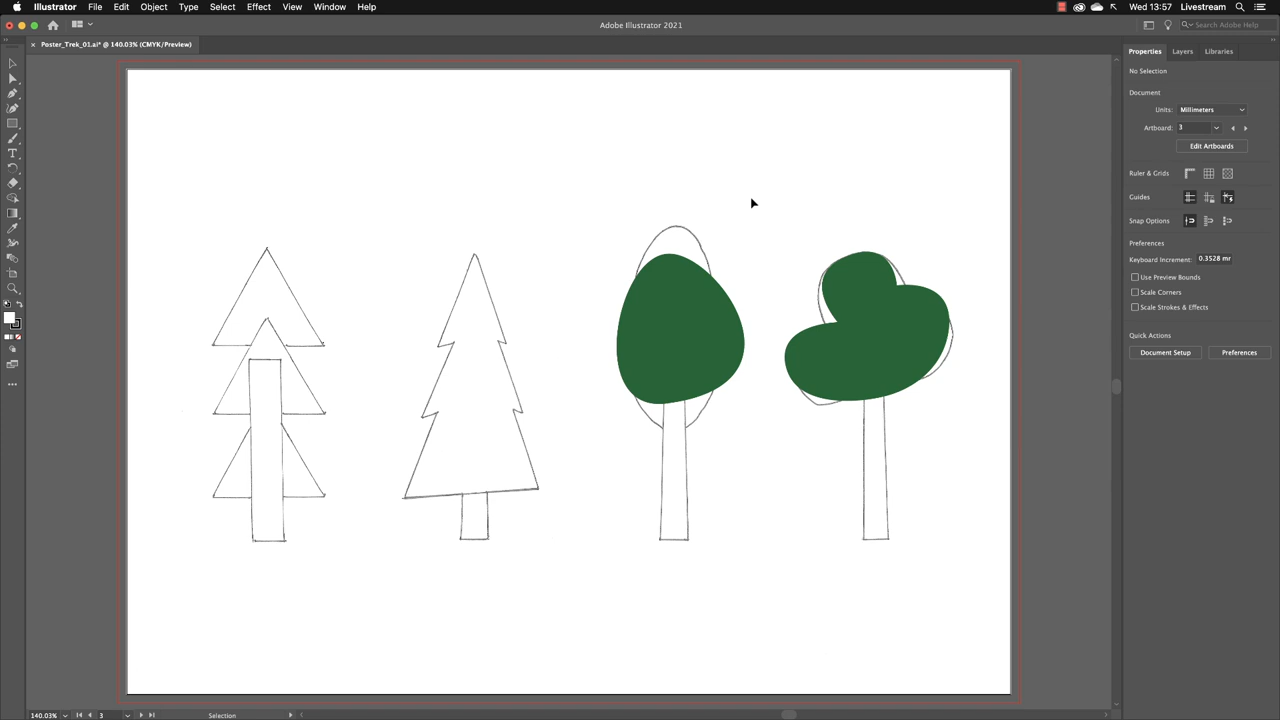 Illustrator File Edit Object Type Select Effect View Window Help
Wed 13:57 Livestream
Adobe Illustrator 2021
Search Adobe Help
Poster_Trek_01.ai* @ 140.03% (CMYK/Preview)
Properties Layers Libraries
No Selection
Document
Units: Millimeters
Artboard: 3
Edit Artboards
Ruler & Grids
Guides
Snap Options
Preferences
Keyboard Increment: 0.3528 mr
Use Preview Bounds
Scale Corners
Scale Strokes & Effects
Quick Actions
Document Setup Preferences
140.03% 3 Selection